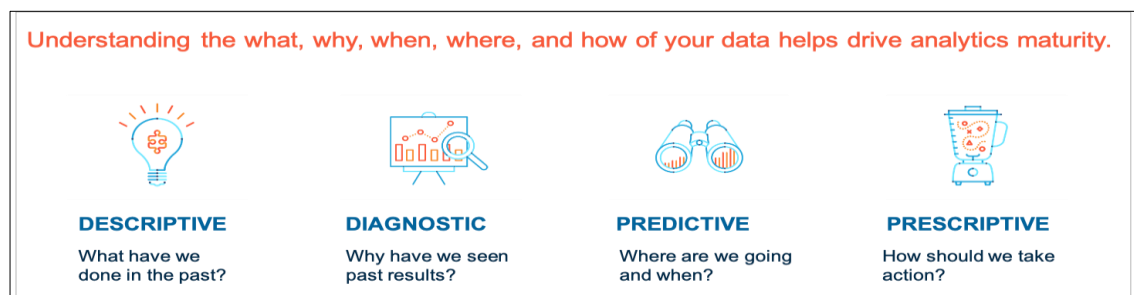 Understanding the what, why, when, where, and how of your data helps drive analytics maturity.
DESCRIPTIVE
What have we
done in the past?
DIAGNOSTIC
Why have we seen
past results?
PREDICTIVE
Where are we going
and when?
PRESCRIPTIVE
How should we take
action?